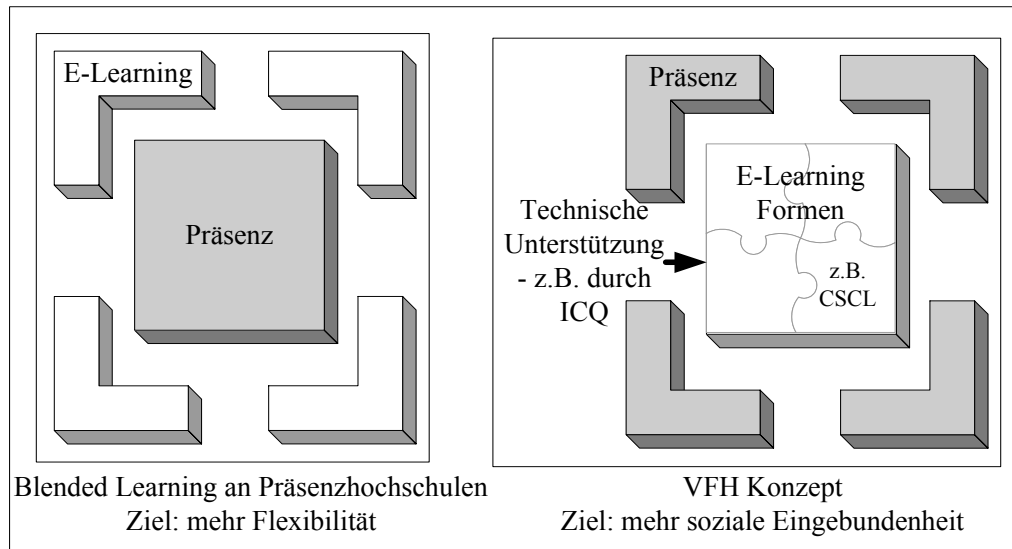 E-Learning
Präsenz
Blended Learning an Präsenzhochschulen
Ziel: mehr Flexibilität
Präsenz
E-Learning
Formen
z.B.
CSCL
Technische
Unterstützung
- z.B. durch
ICQ
VFH Konzept
Ziel: mehr soziale Eingebundenheit